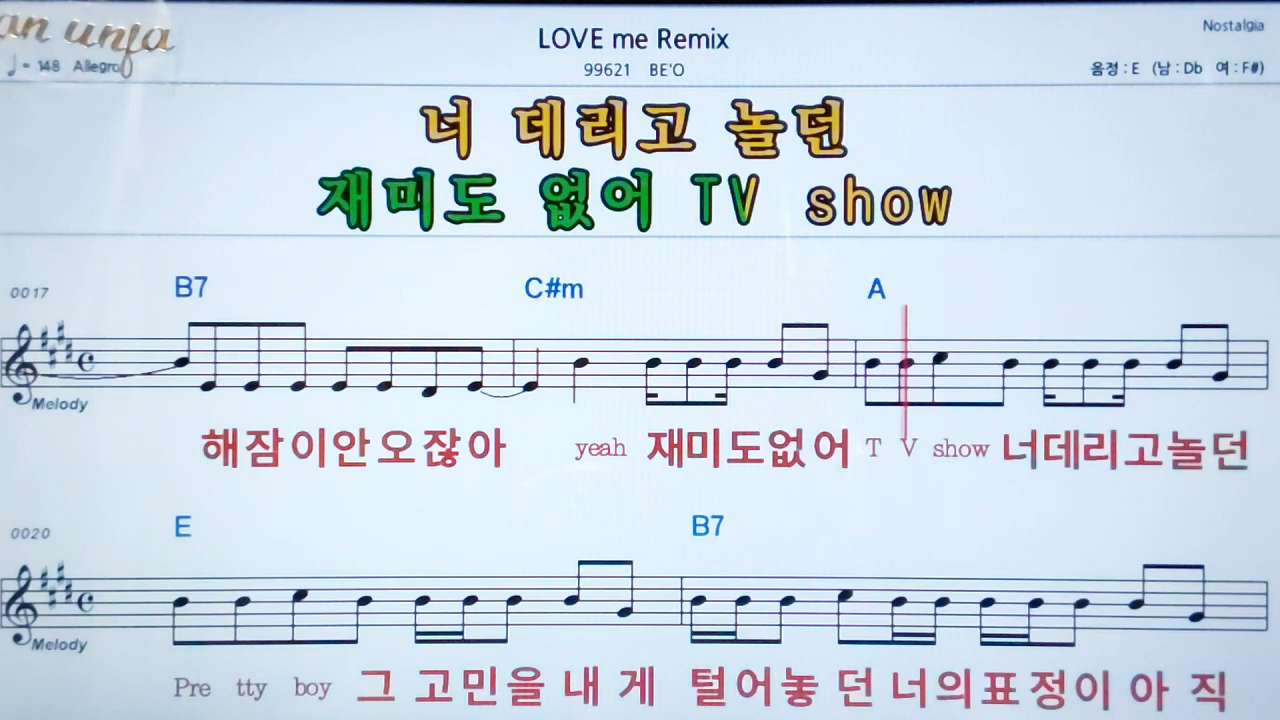 an unja
LOVE me Remix
Nostalgia
♩= 148 Allegro
99621 BE'O
음정 : E (남 : Db 여 : F#)
너 데리고 놀던
재미도 없어 TV show
0017
B7 C#m A
Melody
해잠이안오잖아 yeah 재미도없어 T V show 너데리고놀던
0020
E B7
Melody
Pre tty boy 그 고민을 내 게 털어놓 던 너의표정이 아 직